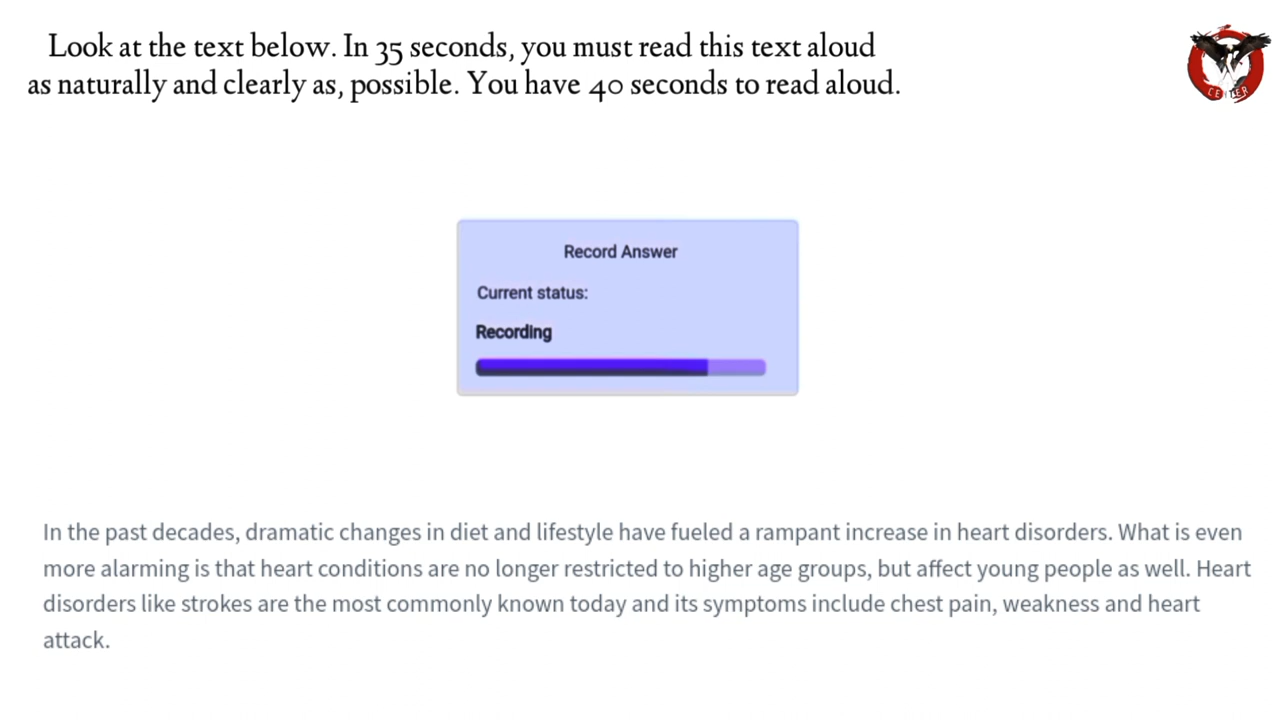 Look at the text below. In 35 seconds, you must read this text aloud
as naturally and clearly as, possible. You have 40 seconds to read aloud.
CENTER
Record Answer
Current status:
Recording
In the past decades, dramatic changes in diet and lifestyle have fueled a rampant increase in heart disorders. What is even
more alarming is that heart conditions are no longer restricted to higher age groups, but affect young people as well. Heart
disorders like strokes are the most commonly known today and its symptoms include chest pain, weakness and heart
attack.